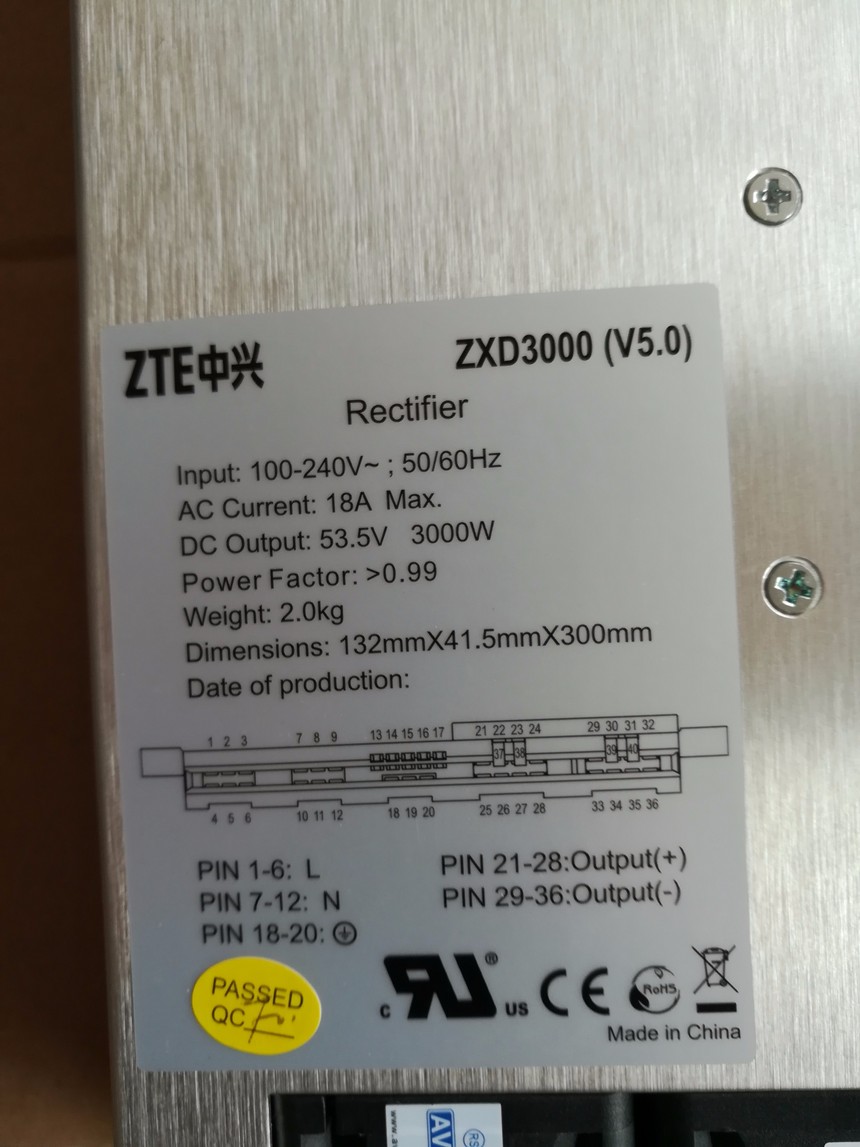 ZTE中兴
ZXD3000 (V5.0)
Rectifier
Input: 100-240V~ ; 50/60Hz
AC Current: 18A Max.
DC Output: 53.5V 3000W
Power Factor: >0.99
Weight: 2.0kg
Dimensions: 132mmX41.5mmX300mm
Date of production:
1 2 3 7 8 9 13 14 15 16 17 21 22 23 24 29 30 31 32
37 38 39 40
4 5 6 10 11 12 18 19 20 25 26 27 28 33 34 35 36
PIN 1-6: L
PIN 7-12: N
PIN 18-20:
PIN 21-28:Output(+)
PIN 29-36:Output(-)
PASSED
QC
c RU ® US CE RoHS
Made in China
AV
RS